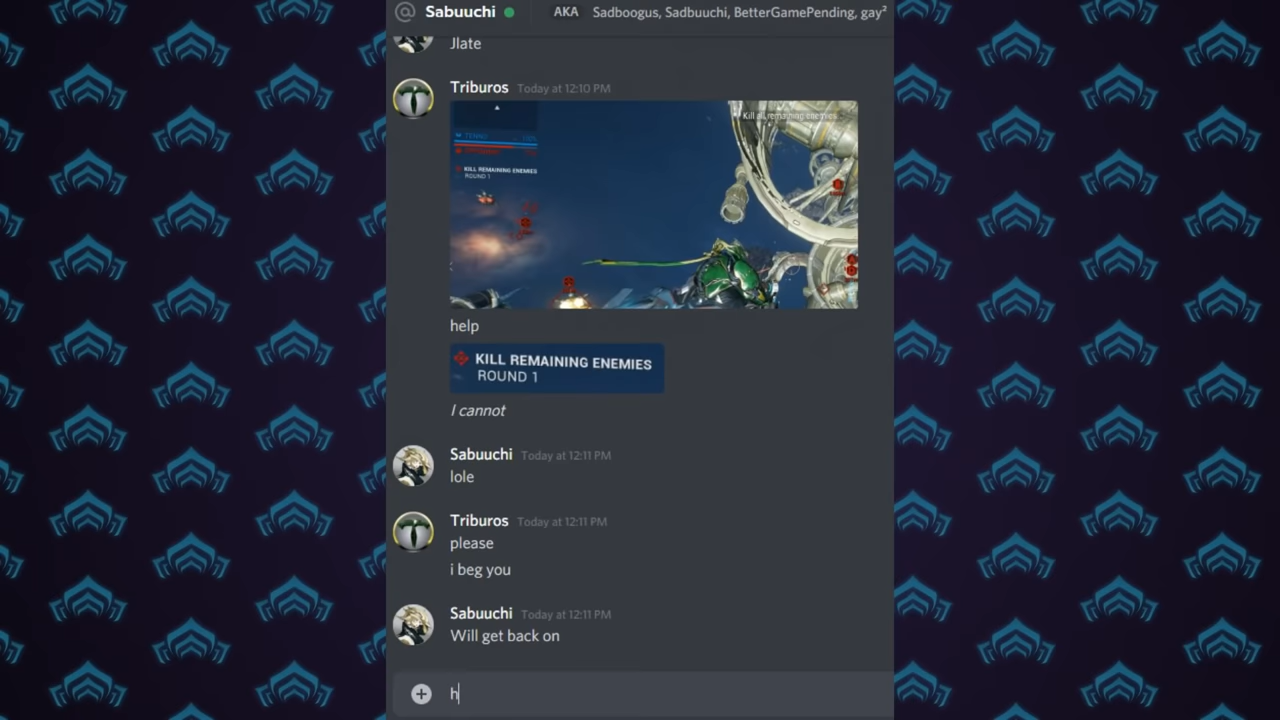 @ Sabuuchi AKA Sadboogus, Sadbuuchi, BetterGamePending, gay²
Jlate
Triburos Today at 12:10 PM
Kill all remaining enemies
KILL REMAINING ENEMIES
ROUND 1
help
KILL REMAINING ENEMIES
ROUND 1
I cannot
Sabuuchi Today at 12:11 PM
lole
Triburos Today at 12:11 PM
please
i beg you
Sabuuchi Today at 12:11 PM
Will get back on
h